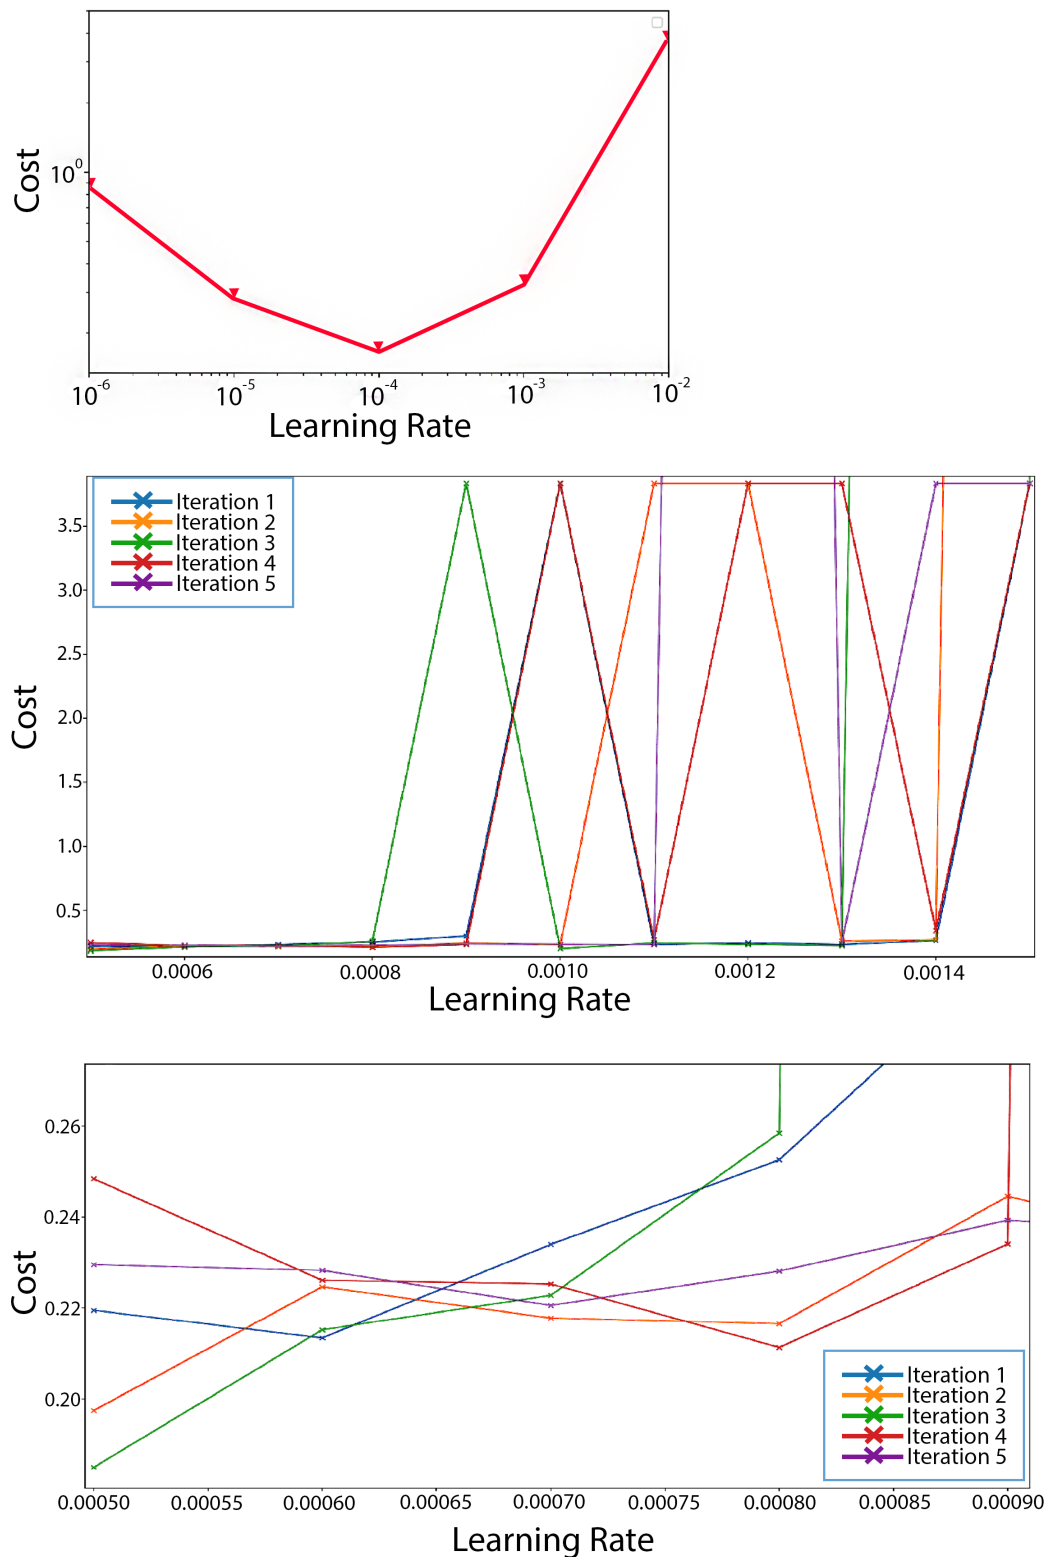 Cost
10⁰
10⁻⁶ 10⁻⁵ 10⁻⁴ 10⁻³ 10⁻²
Learning Rate
Iteration 1
Iteration 2
Iteration 3
Iteration 4
Iteration 5
3.5
3.0
2.5
2.0
1.5
1.0
0.5
Cost
0.0006 0.0008 0.0010 0.0012 0.0014
Learning Rate
0.26
0.24
0.22
0.20
Cost
Iteration 1
Iteration 2
Iteration 3
Iteration 4
Iteration 5
0.00050 0.00055 0.00060 0.00065 0.00070 0.00075 0.00080 0.00085 0.00090
Learning Rate